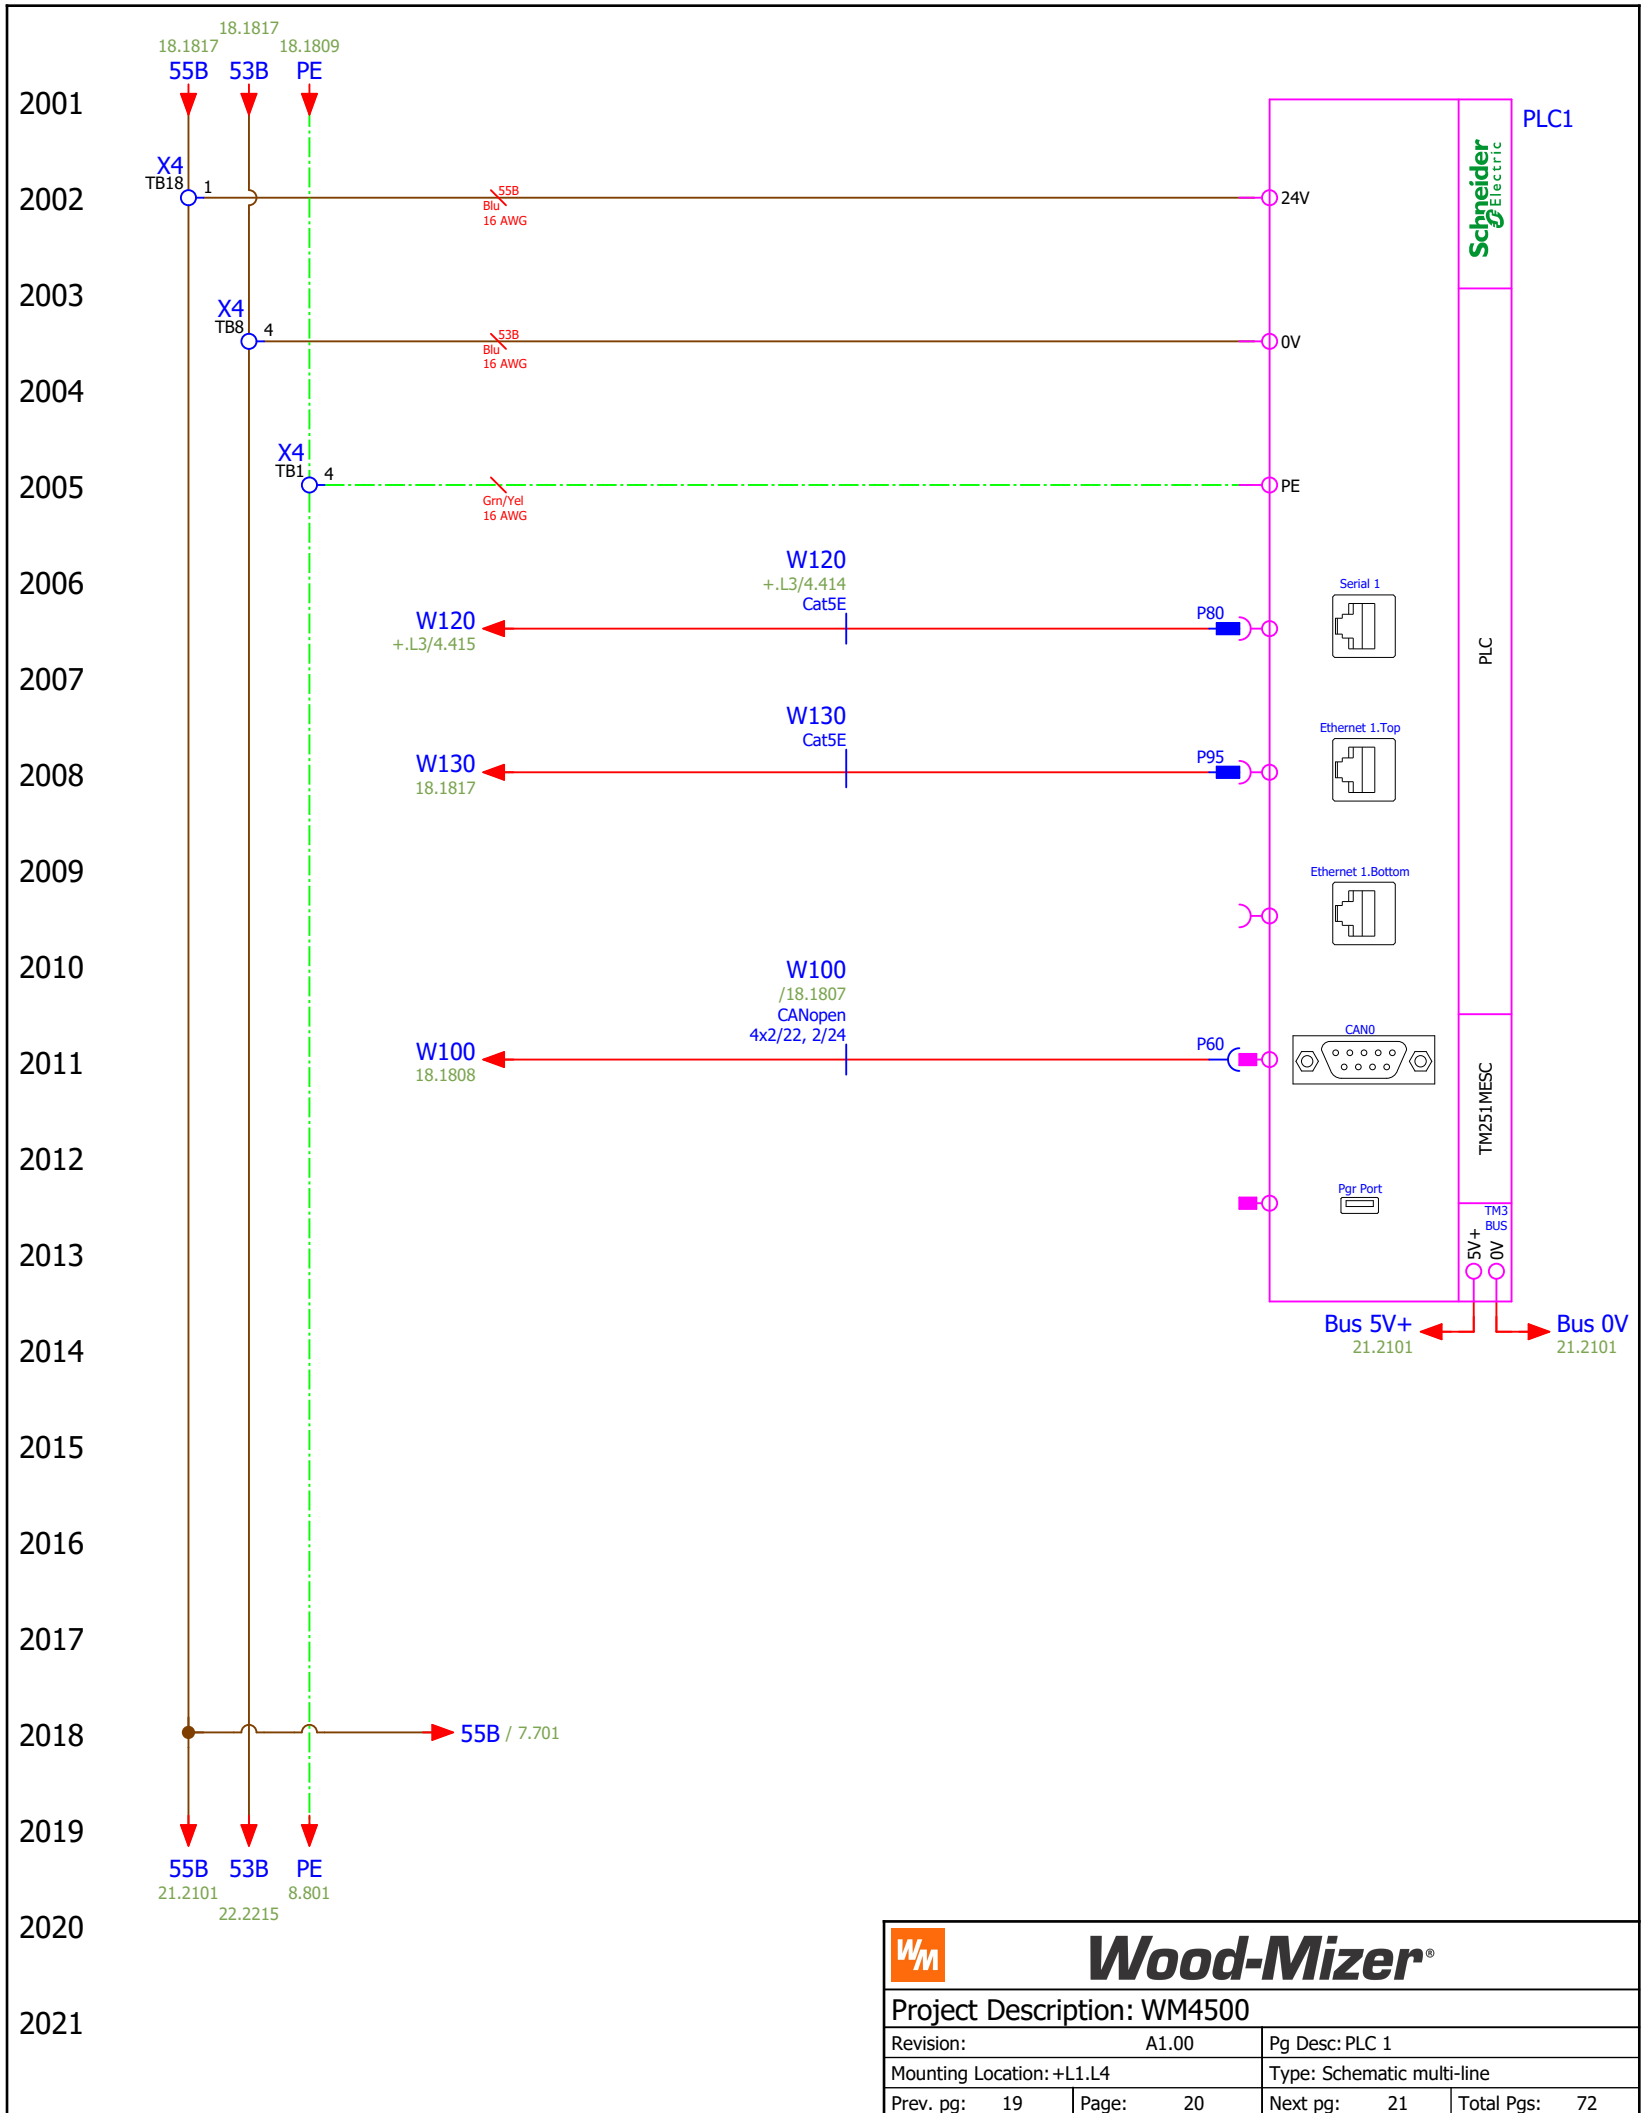 18.1817
18.1817
18.1809
55B
53B
PE
2001
PLC1
Schneider
Electric
X4
TB18
1
2002
55B
Blu
16 AWG
24V
2003
X4
TB8
4
53B
Blu
16 AWG
0V
2004
X4
TB1
4
2005
Grn/Yel
16 AWG
PE
W120
+.L3/4.414
Cat5E
2006
Serial 1
W120
+.L3/4.415
P80
PLC
2007
W130
Cat5E
Ethernet 1.Top
2008
W130
18.1817
P95
2009
Ethernet 1.Bottom
2010
W100
/18.1807
CANopen
4x2/22, 2/24
CAN0
2011
W100
18.1808
P60
TM251MESC
2012
Pgr Port
TM3
BUS
2013
5V+
0V
Bus 5V+
21.2101
Bus 0V
21.2101
2014
2015
2016
2017
2018
55B / 7.701
2019
55B
53B
PE
21.2101
22.2215
8.801
2020
2021
WM
Wood-Mizer®
Project Description: WM4500
Revision: A1.00
Pg Desc: PLC 1
Mounting Location: +L1.L4
Type: Schematic multi-line
Prev. pg: 19
Page: 20
Next pg: 21
Total Pgs: 72